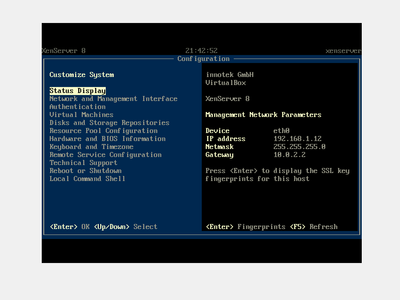 XenServer 8 21:42:52 xenserver
Configuration
Customize System
Status Display
Network and Management Interface
Authentication
Virtual Machines
Disks and Storage Repositories
Resource Pool Configuration
Hardware and BIOS Information
Keyboard and Timezone
Remote Service Configuration
Technical Support
Reboot or Shutdown
Local Command Shell
<Enter> OK <Up/Down> Select
innotek GmbH
VirtualBox
XenServer 8
Management Network Parameters
Device eth0
IP address 192.168.1.12
Netmask 255.255.255.0
Gateway 10.0.2.2
Press <Enter> to display the SSL key
fingerprints for this host
<Enter> Fingerprints <F5> Refresh